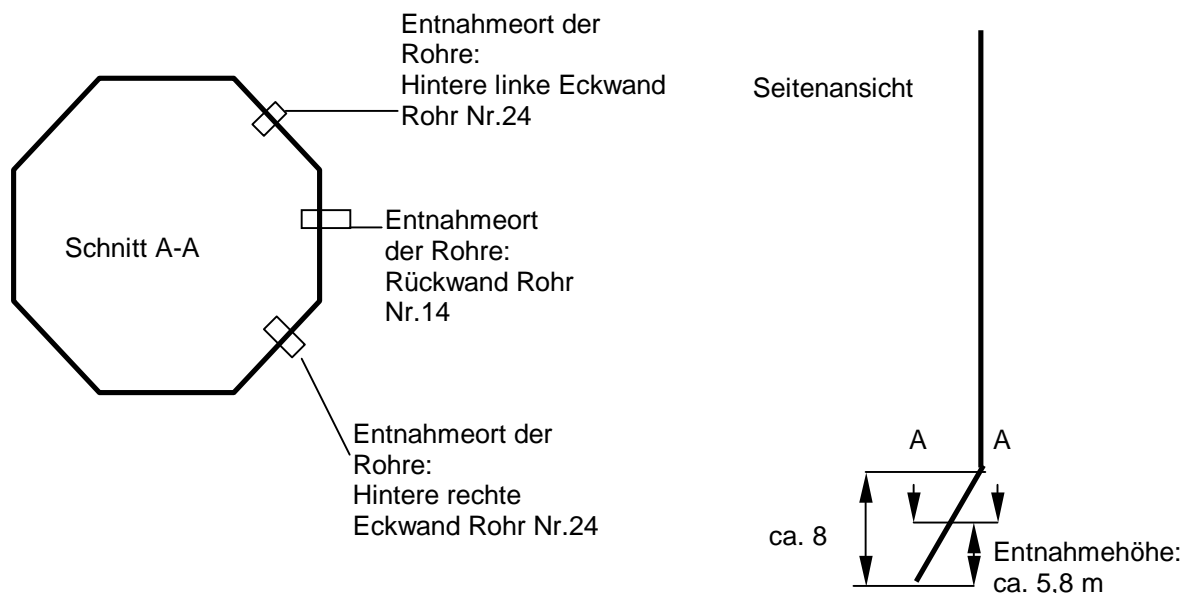 Entnahmeort der
Rohre:
Hintere linke Eckwand
Rohr Nr.24
Seitenansicht
Schnitt A-A
Entnahmeort
der Rohre:
Rückwand Rohr
Nr.14
Entnahmeort der
Rohre:
Hintere rechte
Eckwand Rohr Nr.24
A A
ca. 8
Entnahmehöhe:
ca. 5,8 m